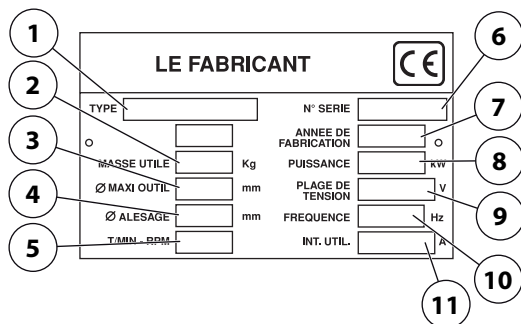 1
2
3
4
5
6
7
8
9
10
11
LE FABRICANT
CE
TYPE
N° SERIE
ANNEE DE
FABRICATION
MASSE UTILE Kg
PUISSANCE kW
Ø MAXI OUTIL mm
PLAGE DE
TENSION V
Ø ALESAGE mm
FREQUENCE Hz
T/MIN - RPM
INT. UTIL. A